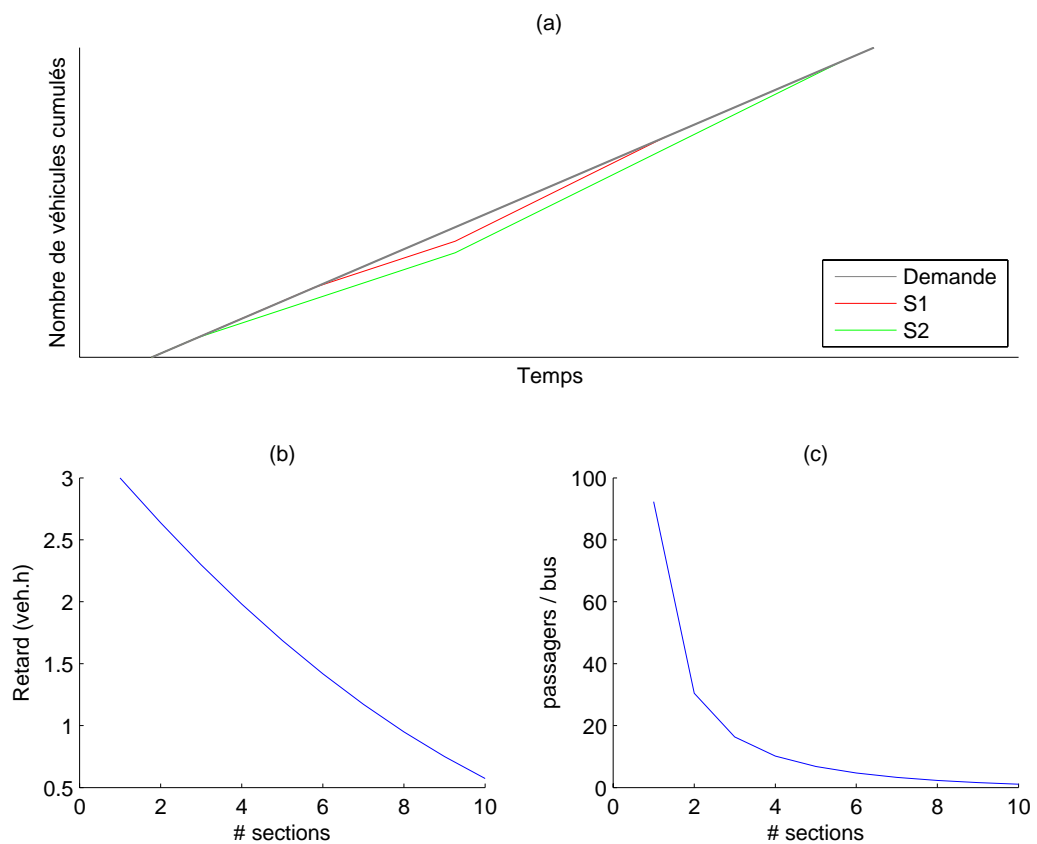 (a)
Nombre de véhicules cumulés
Demande
S1
S2
Temps
(b)
3
2.5
2
1.5
1
0.5
Retard (veh.h)
0 2 4 6 8 10
# sections
(c)
100
80
60
40
20
0
passagers / bus
0 2 4 6 8 10
# sections